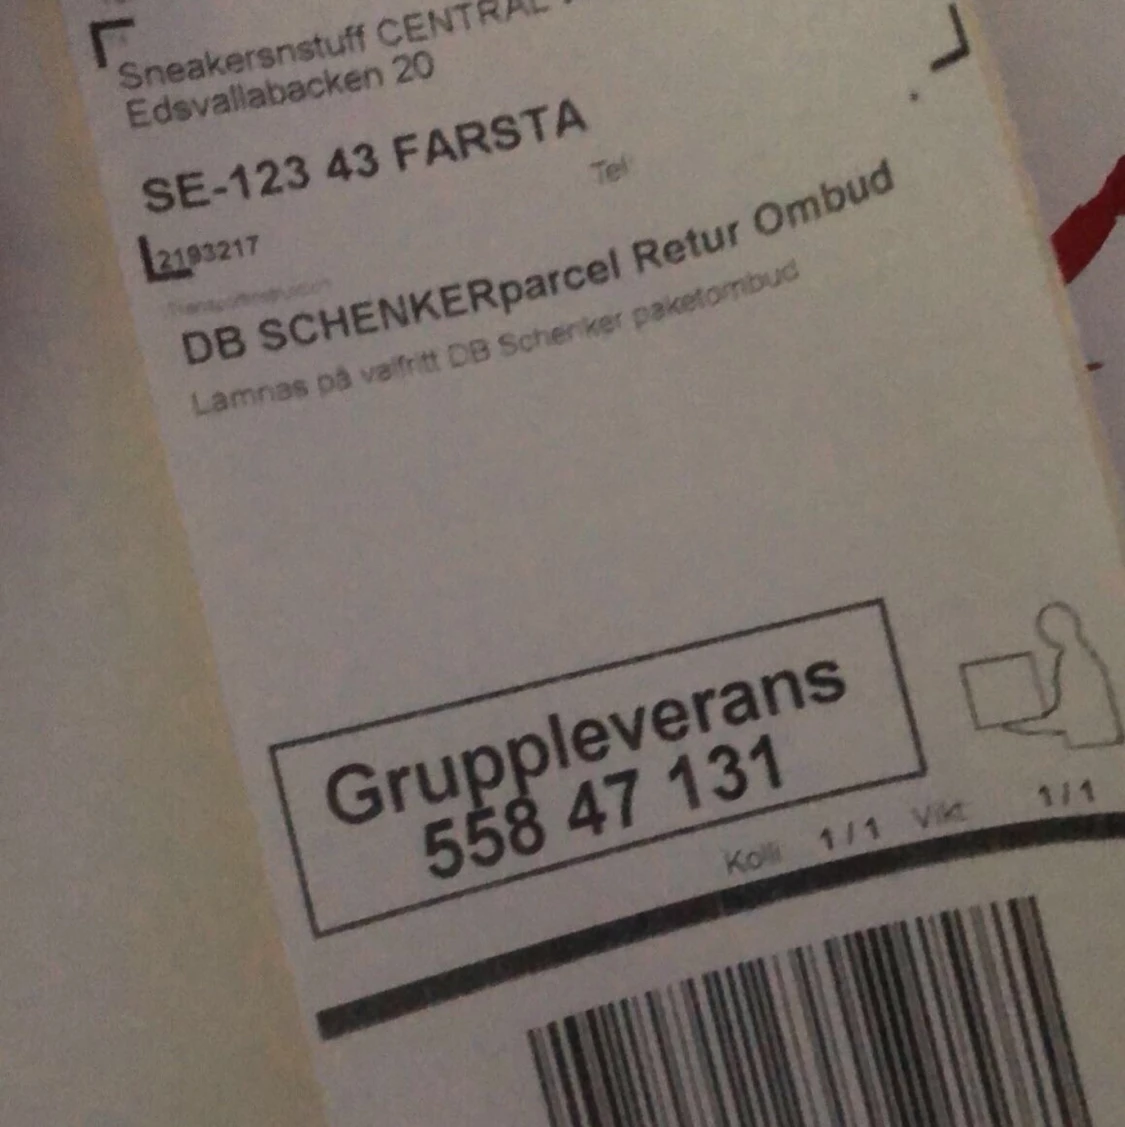 Sneakersnstuff CENTRAL
Edsvallabacken 20
SE-123 43 FARSTA
Tel
2193217
DB SCHENKERparcel Retur Ombud
Lämnas på valfritt DB Schenker paketombud
Gruppleverans
558 47 131
Kolli 1/1 Vikt 1/1